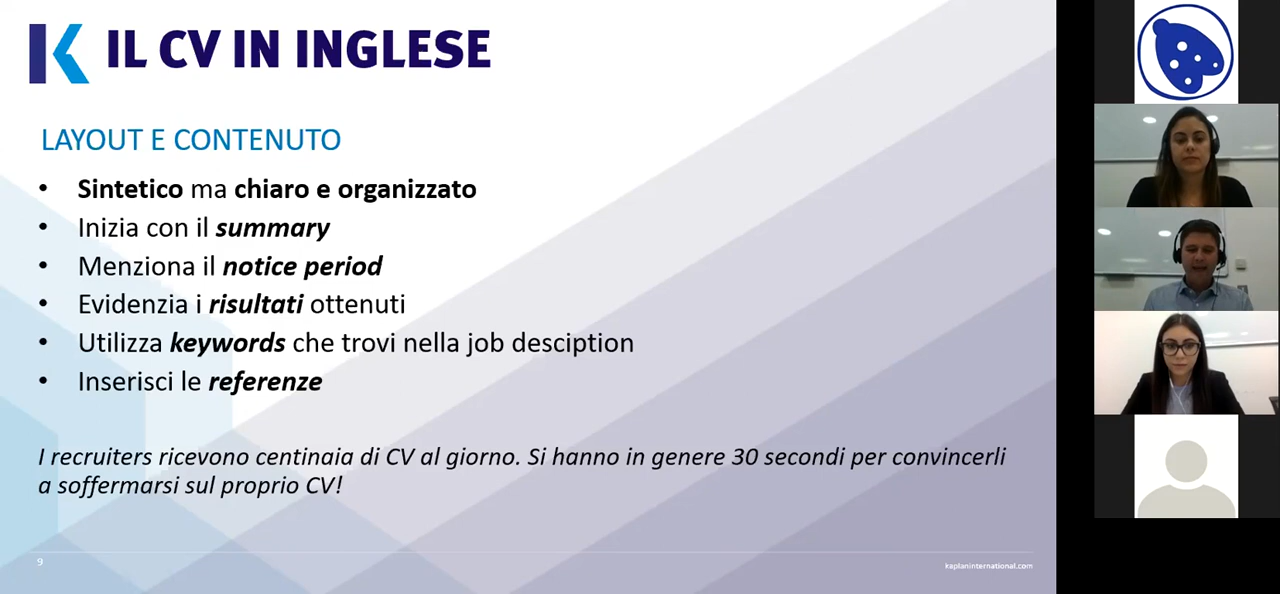 IL CV IN INGLESE
LAYOUT E CONTENUTO
• Sintetico ma chiaro e organizzato
• Inizia con il summary
• Menziona il notice period
• Evidenzia i risultati ottenuti
• Utilizza keywords che trovi nella job desciption
• Inserisci le referenze
I recruiters ricevono centinaia di CV al giorno. Si hanno in genere 30 secondi per convincerli
a soffermarsi sul proprio CV!
9
kaplaninternational.com